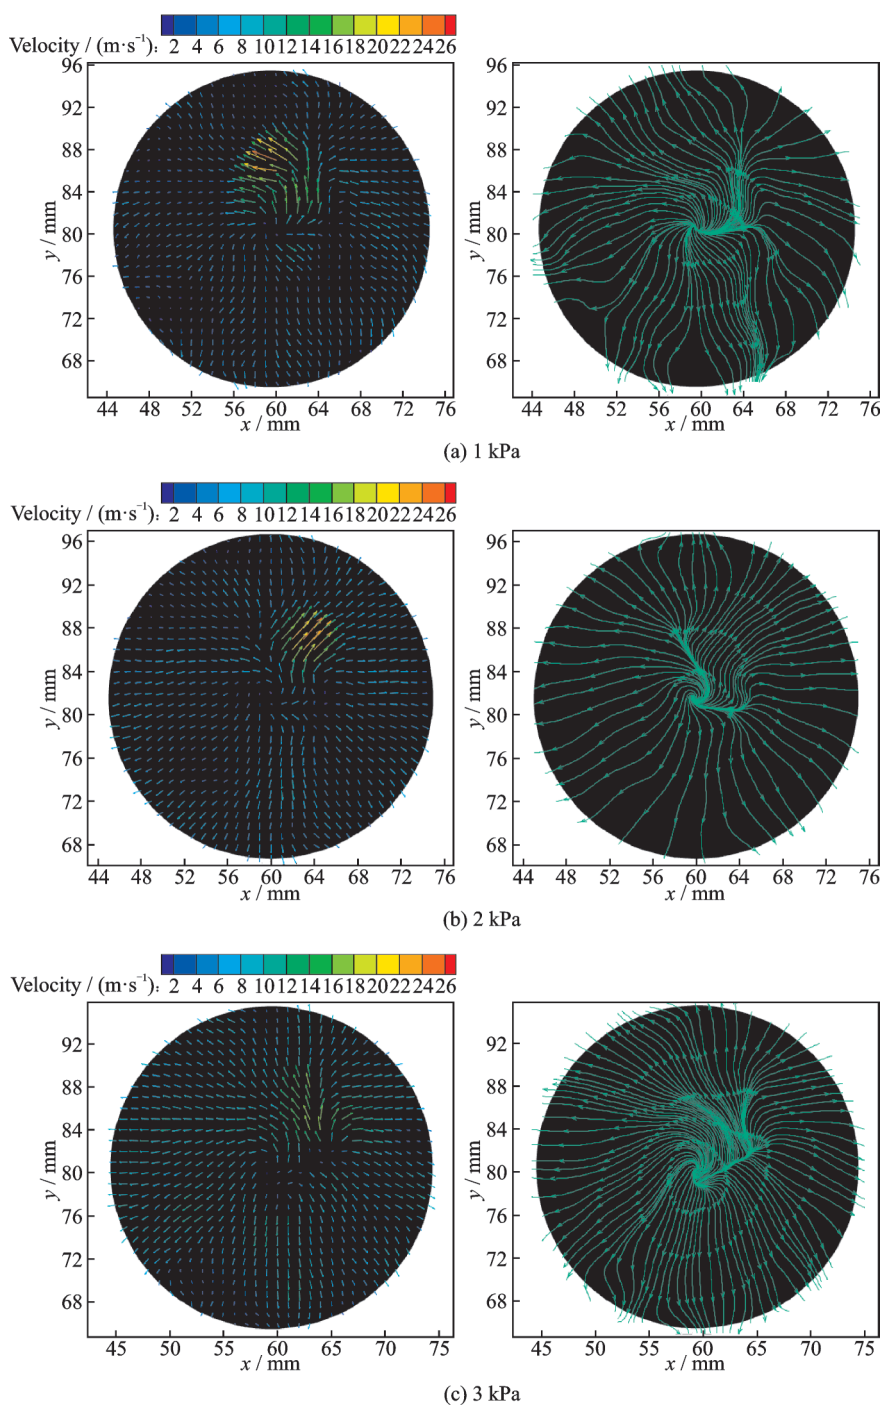 Velocity / (m·s⁻¹): 2 4 6 8 10 12 14 16 18 20 22 24 26
96
92
88
84
80
76
72
68
y / mm
44 48 52 56 60 64 68 72 76
x / mm
96
92
88
84
80
76
72
68
y / mm
44 48 52 56 60 64 68 72 76
x / mm
(a) 1 kPa
Velocity / (m·s⁻¹): 2 4 6 8 10 12 14 16 18 20 22 24 26
96
92
88
84
80
76
72
68
y / mm
44 48 52 56 60 64 68 72 76
x / mm
96
92
88
84
80
76
72
68
y / mm
44 48 52 56 60 64 68 72 76
x / mm
(b) 2 kPa
Velocity / (m·s⁻¹): 2 4 6 8 10 12 14 16 18 20 22 24 26
92
88
84
80
76
72
68
y / mm
45 50 55 60 65 70 75
x / mm
92
88
84
80
76
72
68
y / mm
45 50 55 60 65 70 75
x / mm
(c) 3 kPa